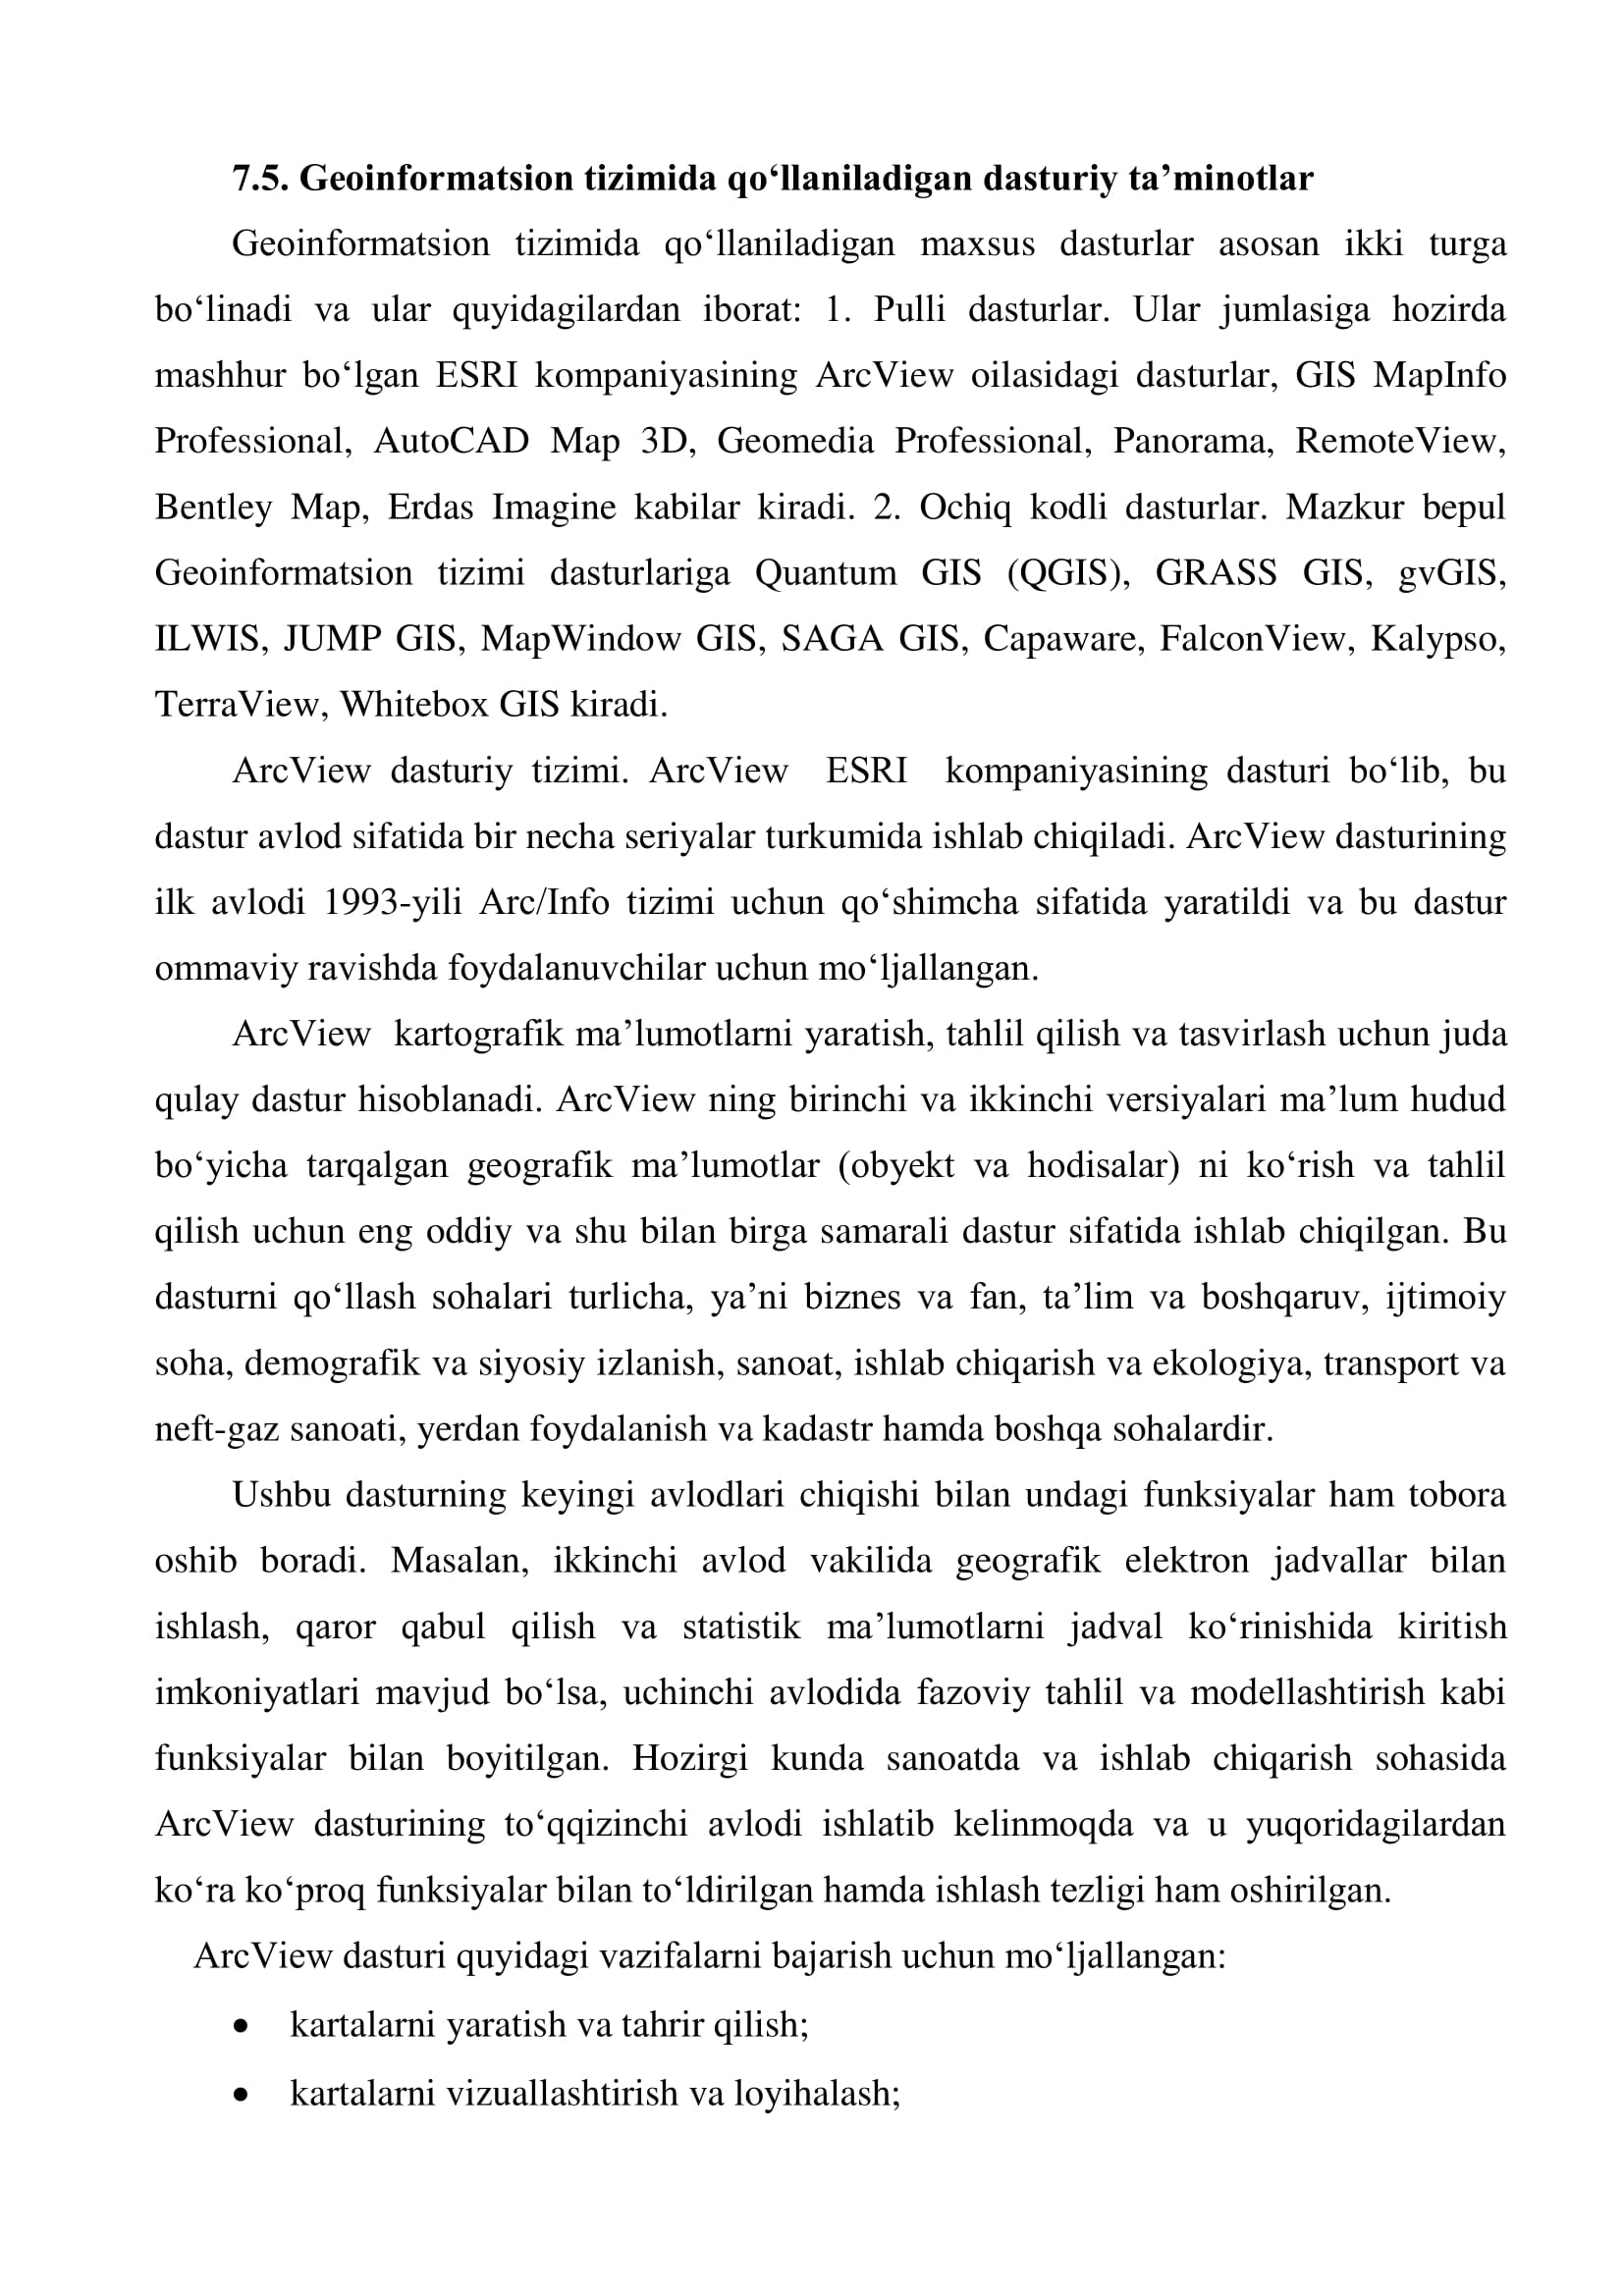 7.5. Geoinformatsion tizimida qo‘llaniladigan dasturiy ta’minotlar
Geoinformatsion tizimida qo‘llaniladigan maxsus dasturlar asosan ikki turga
bo‘linadi va ular quyidagilardan iborat: 1. Pulli dasturlar. Ular jumlasiga hozirda
mashhur bo‘lgan ESRI kompaniyasining ArcView oilasidagi dasturlar, GIS MapInfo
Professional, AutoCAD Map 3D, Geomedia Professional, Panorama, RemoteView,
Bentley Map, Erdas Imagine kabilar kiradi. 2. Ochiq kodli dasturlar. Mazkur bepul
Geoinformatsion tizimi dasturlariga Quantum GIS (QGIS), GRASS GIS, gvGIS,
ILWIS, JUMP GIS, MapWindow GIS, SAGA GIS, Capaware, FalconView, Kalypso,
TerraView, Whitebox GIS kiradi.
ArcView dasturiy tizimi. ArcView ESRI kompaniyasining dasturi bo‘lib, bu
dastur avlod sifatida bir necha seriyalar turkumida ishlab chiqiladi. ArcView dasturining
ilk avlodi 1993-yili Arc/Info tizimi uchun qo‘shimcha sifatida yaratildi va bu dastur
ommaviy ravishda foydalanuvchilar uchun mo‘ljallangan.
ArcView kartografik ma’lumotlarni yaratish, tahlil qilish va tasvirlash uchun juda
qulay dastur hisoblanadi. ArcView ning birinchi va ikkinchi versiyalari ma’lum hudud
bo‘yicha tarqalgan geografik ma’lumotlar (obyekt va hodisalar) ni ko‘rish va tahlil
qilish uchun eng oddiy va shu bilan birga samarali dastur sifatida ishlab chiqilgan. Bu
dasturni qo‘llash sohalari turlicha, ya’ni biznes va fan, ta’lim va boshqaruv, ijtimoiy
soha, demografik va siyosiy izlanish, sanoat, ishlab chiqarish va ekologiya, transport va
neft-gaz sanoati, yerdan foydalanish va kadastr hamda boshqa sohalardir.
Ushbu dasturning keyingi avlodlari chiqishi bilan undagi funksiyalar ham tobora
oshib boradi. Masalan, ikkinchi avlod vakilida geografik elektron jadvallar bilan
ishlash, qaror qabul qilish va statistik ma’lumotlarni jadval ko‘rinishida kiritish
imkoniyatlari mavjud bo‘lsa, uchinchi avlodida fazoviy tahlil va modellashtirish kabi
funksiyalar bilan boyitilgan. Hozirgi kunda sanoatda va ishlab chiqarish sohasida
ArcView dasturining to‘qqizinchi avlodi ishlatib kelinmoqda va u yuqoridagilardan
ko‘ra ko‘proq funksiyalar bilan to‘ldirilgan hamda ishlash tezligi ham oshirilgan.
ArcView dasturi quyidagi vazifalarni bajarish uchun mo‘ljallangan:
• kartalarni yaratish va tahrir qilish;
• kartalarni vizuallashtirish va loyihalash;